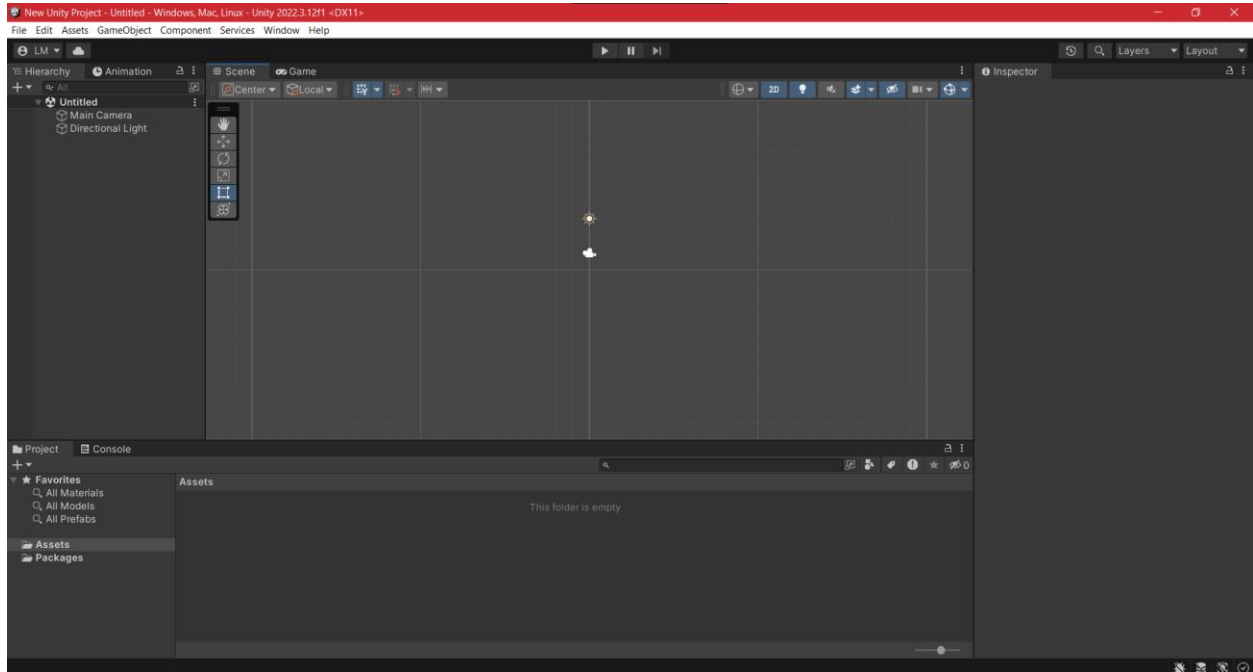 New Unity Project - Untitled - Windows, Mac, Linux - Unity 2022.3.12f1 <DX11>
File Edit Assets GameObject Component Services Window Help
LM Layers Layout
Hierarchy Animation Scene Game Inspector
All Center Local 2D
Untitled
Main Camera
Directional Light
Project Console
0
Favorites Assets
All Materials
All Models This folder is empty
All Prefabs
Assets
Packages